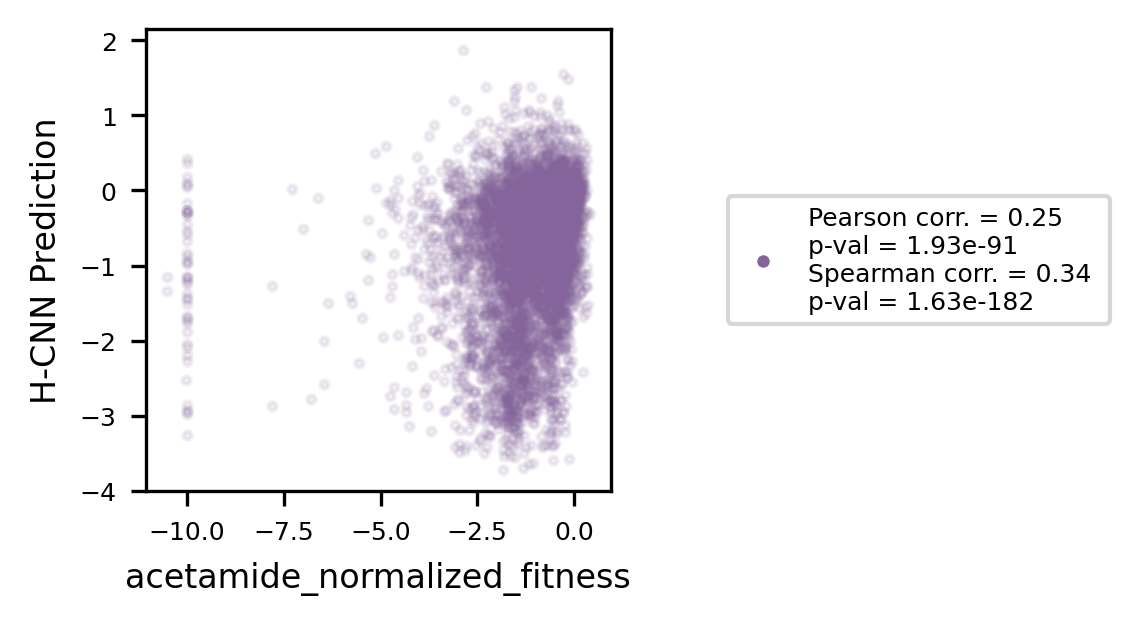 2
1
0
−1
−2
−3
−4
H-CNN Prediction
−10.0 −7.5 −5.0 −2.5 0.0
acetamide_normalized_fitness
Pearson corr. = 0.25
p-val = 1.93e-91
Spearman corr. = 0.34
p-val = 1.63e-182